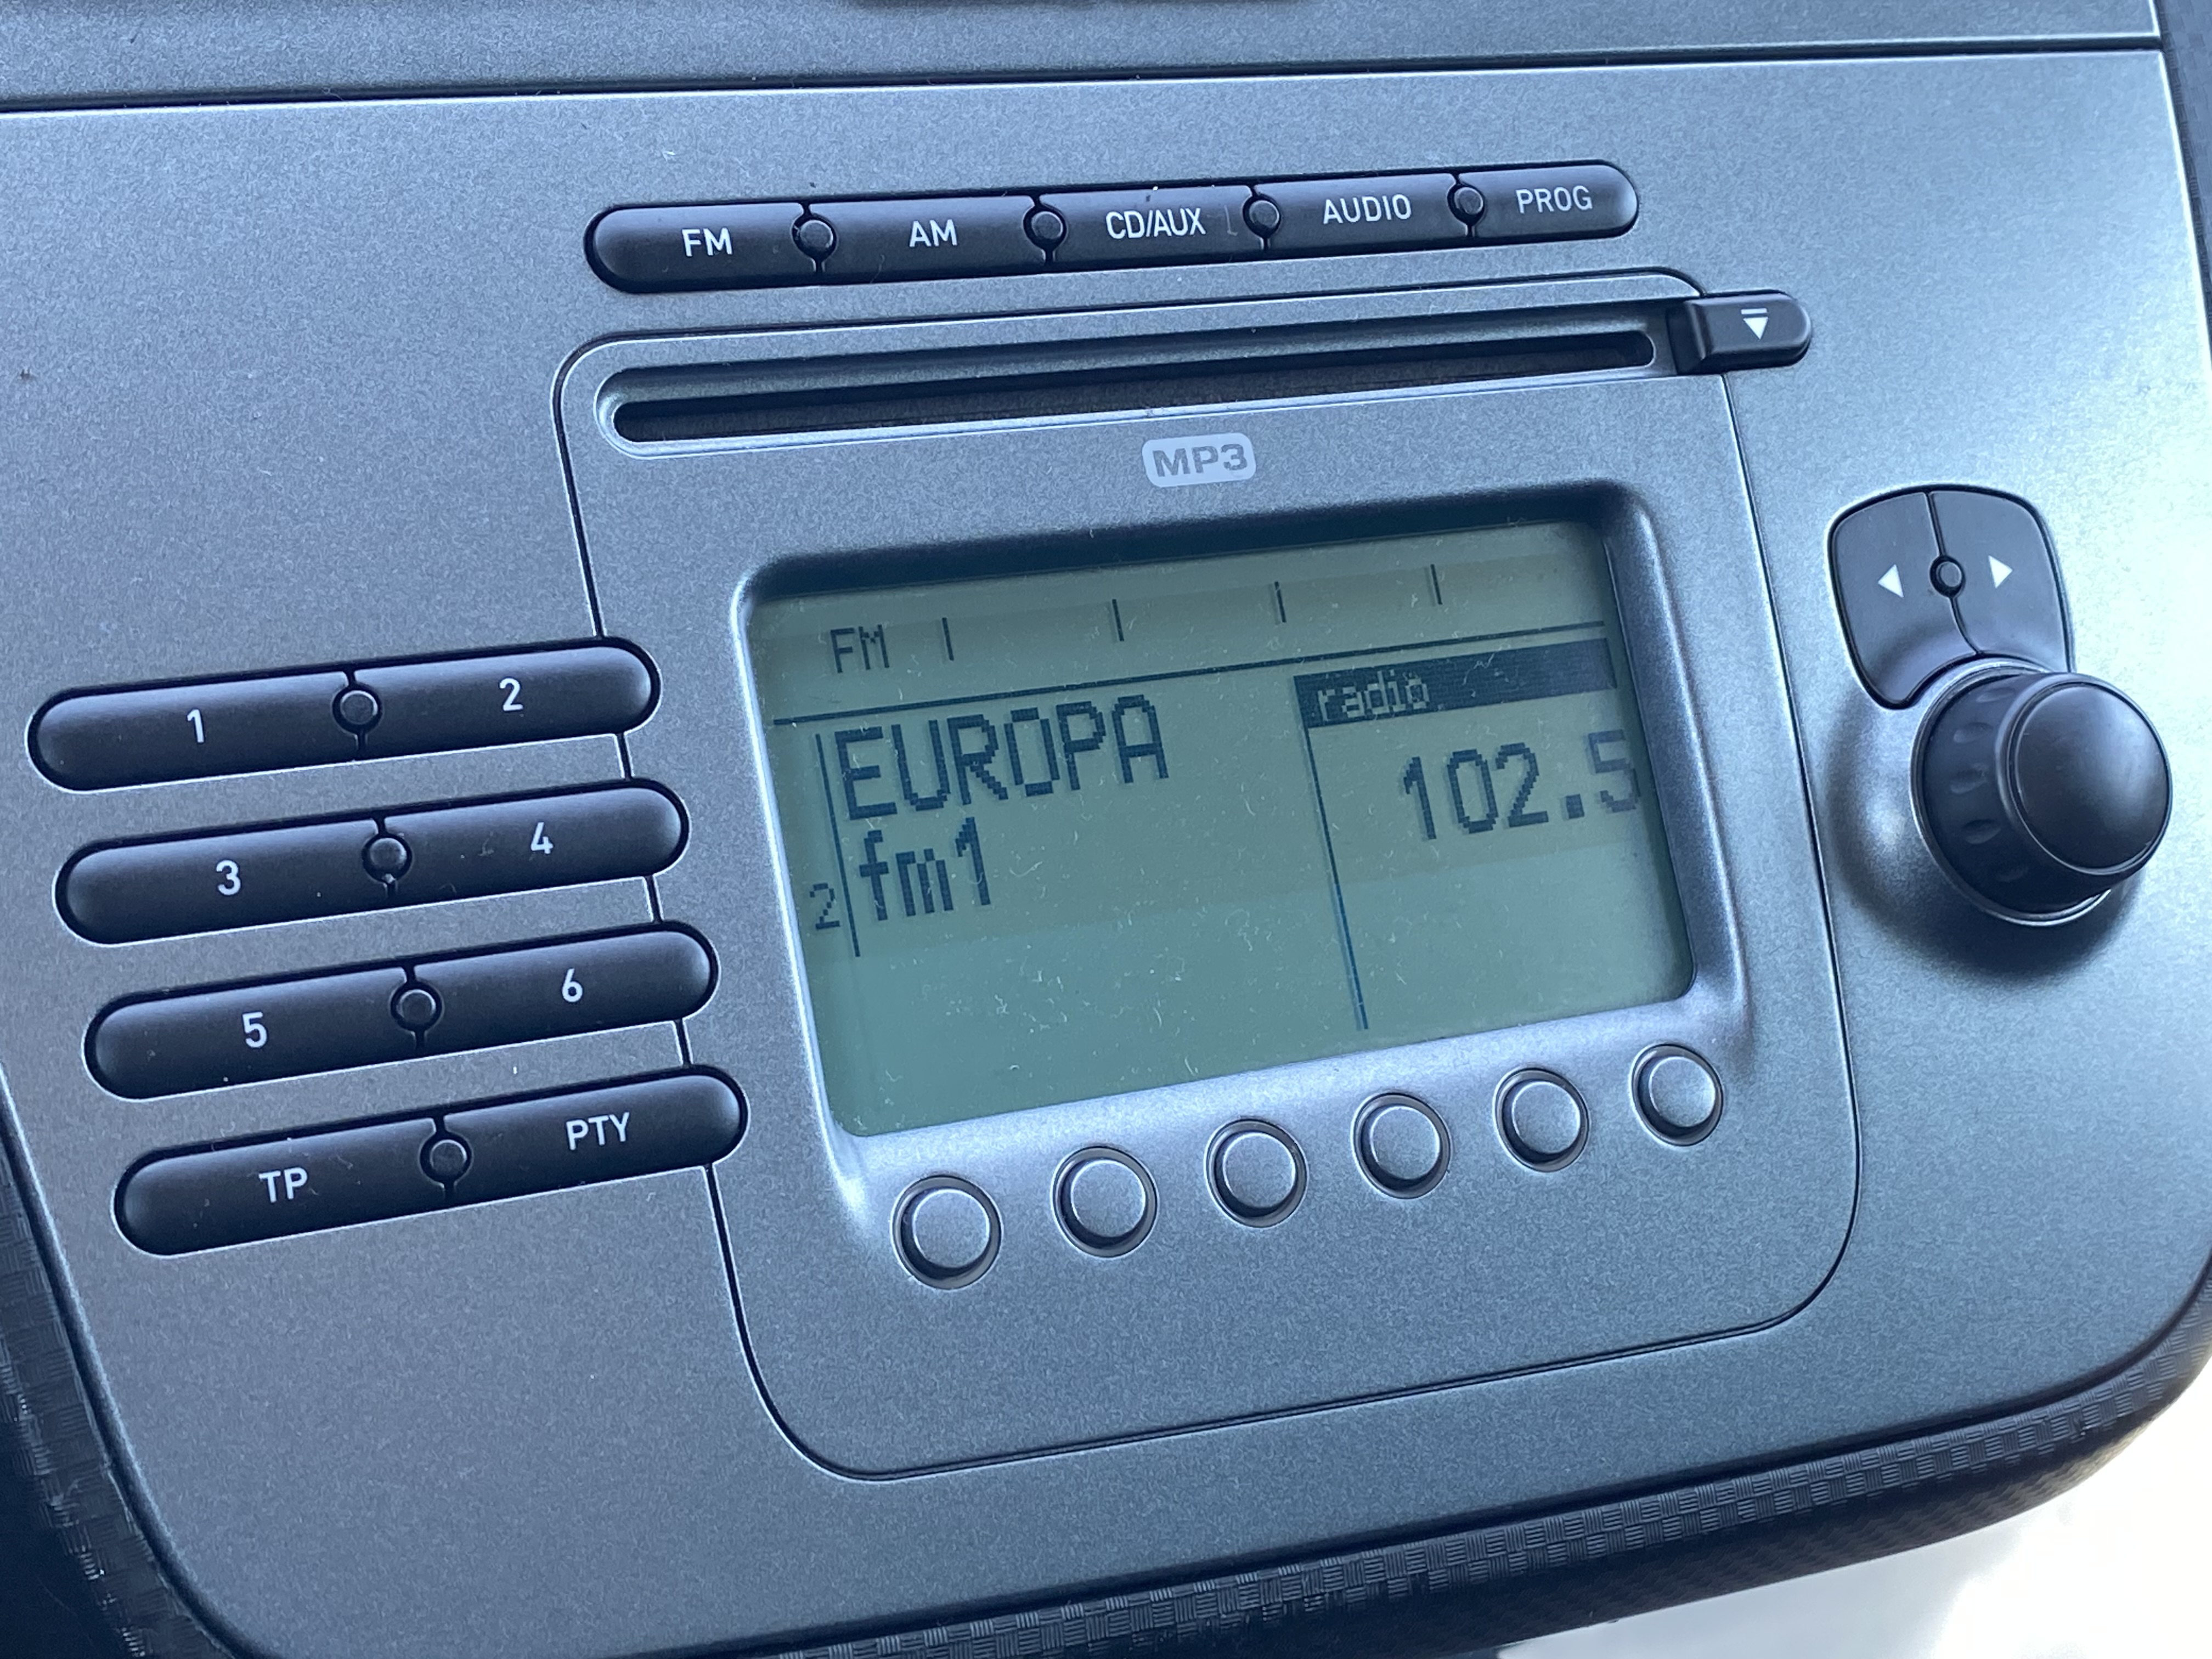 FM AM CD/AUX AUDIO PROG
MP3
FM
radio
EUROPA
102.5
fm1
2
1 2
3 4
5 6
TP PTY